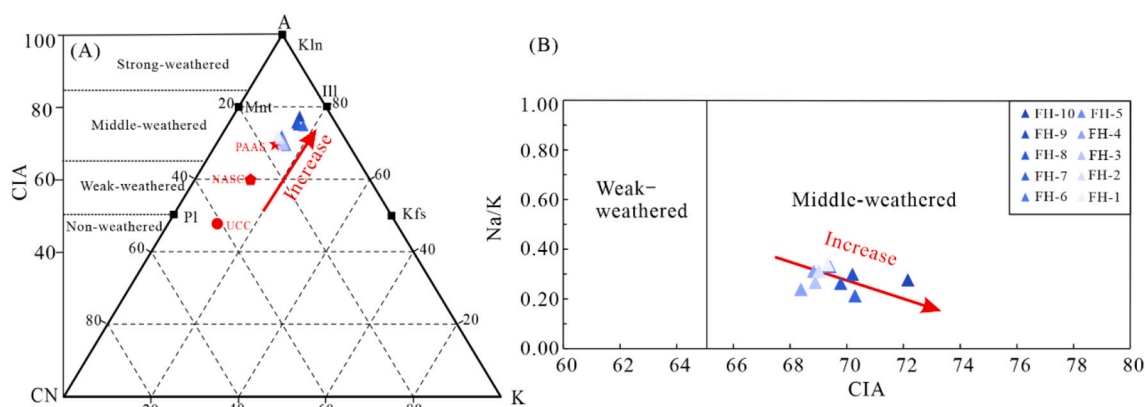 (A)
A
Kln
100
Strong-weathered
80
20
Mnt
Ill
80
Middle-weathered
PAAS
CIA
60
Weak-weathered
40
NASC
60
Increase
Pl
Kfs
Non-weathered
UCC
40
60
40
80
20
CN
20
40
60
80
K
(B)
1.00
0.80
0.60
0.40
0.20
0.00
Na/K
Weak-
weathered
Middle-weathered
Increase
FH-10 FH-5
FH-9 FH-4
FH-8 FH-3
FH-7 FH-2
FH-6 FH-1
60 62 64 66 68 70 72 74 76 78 80
CIA